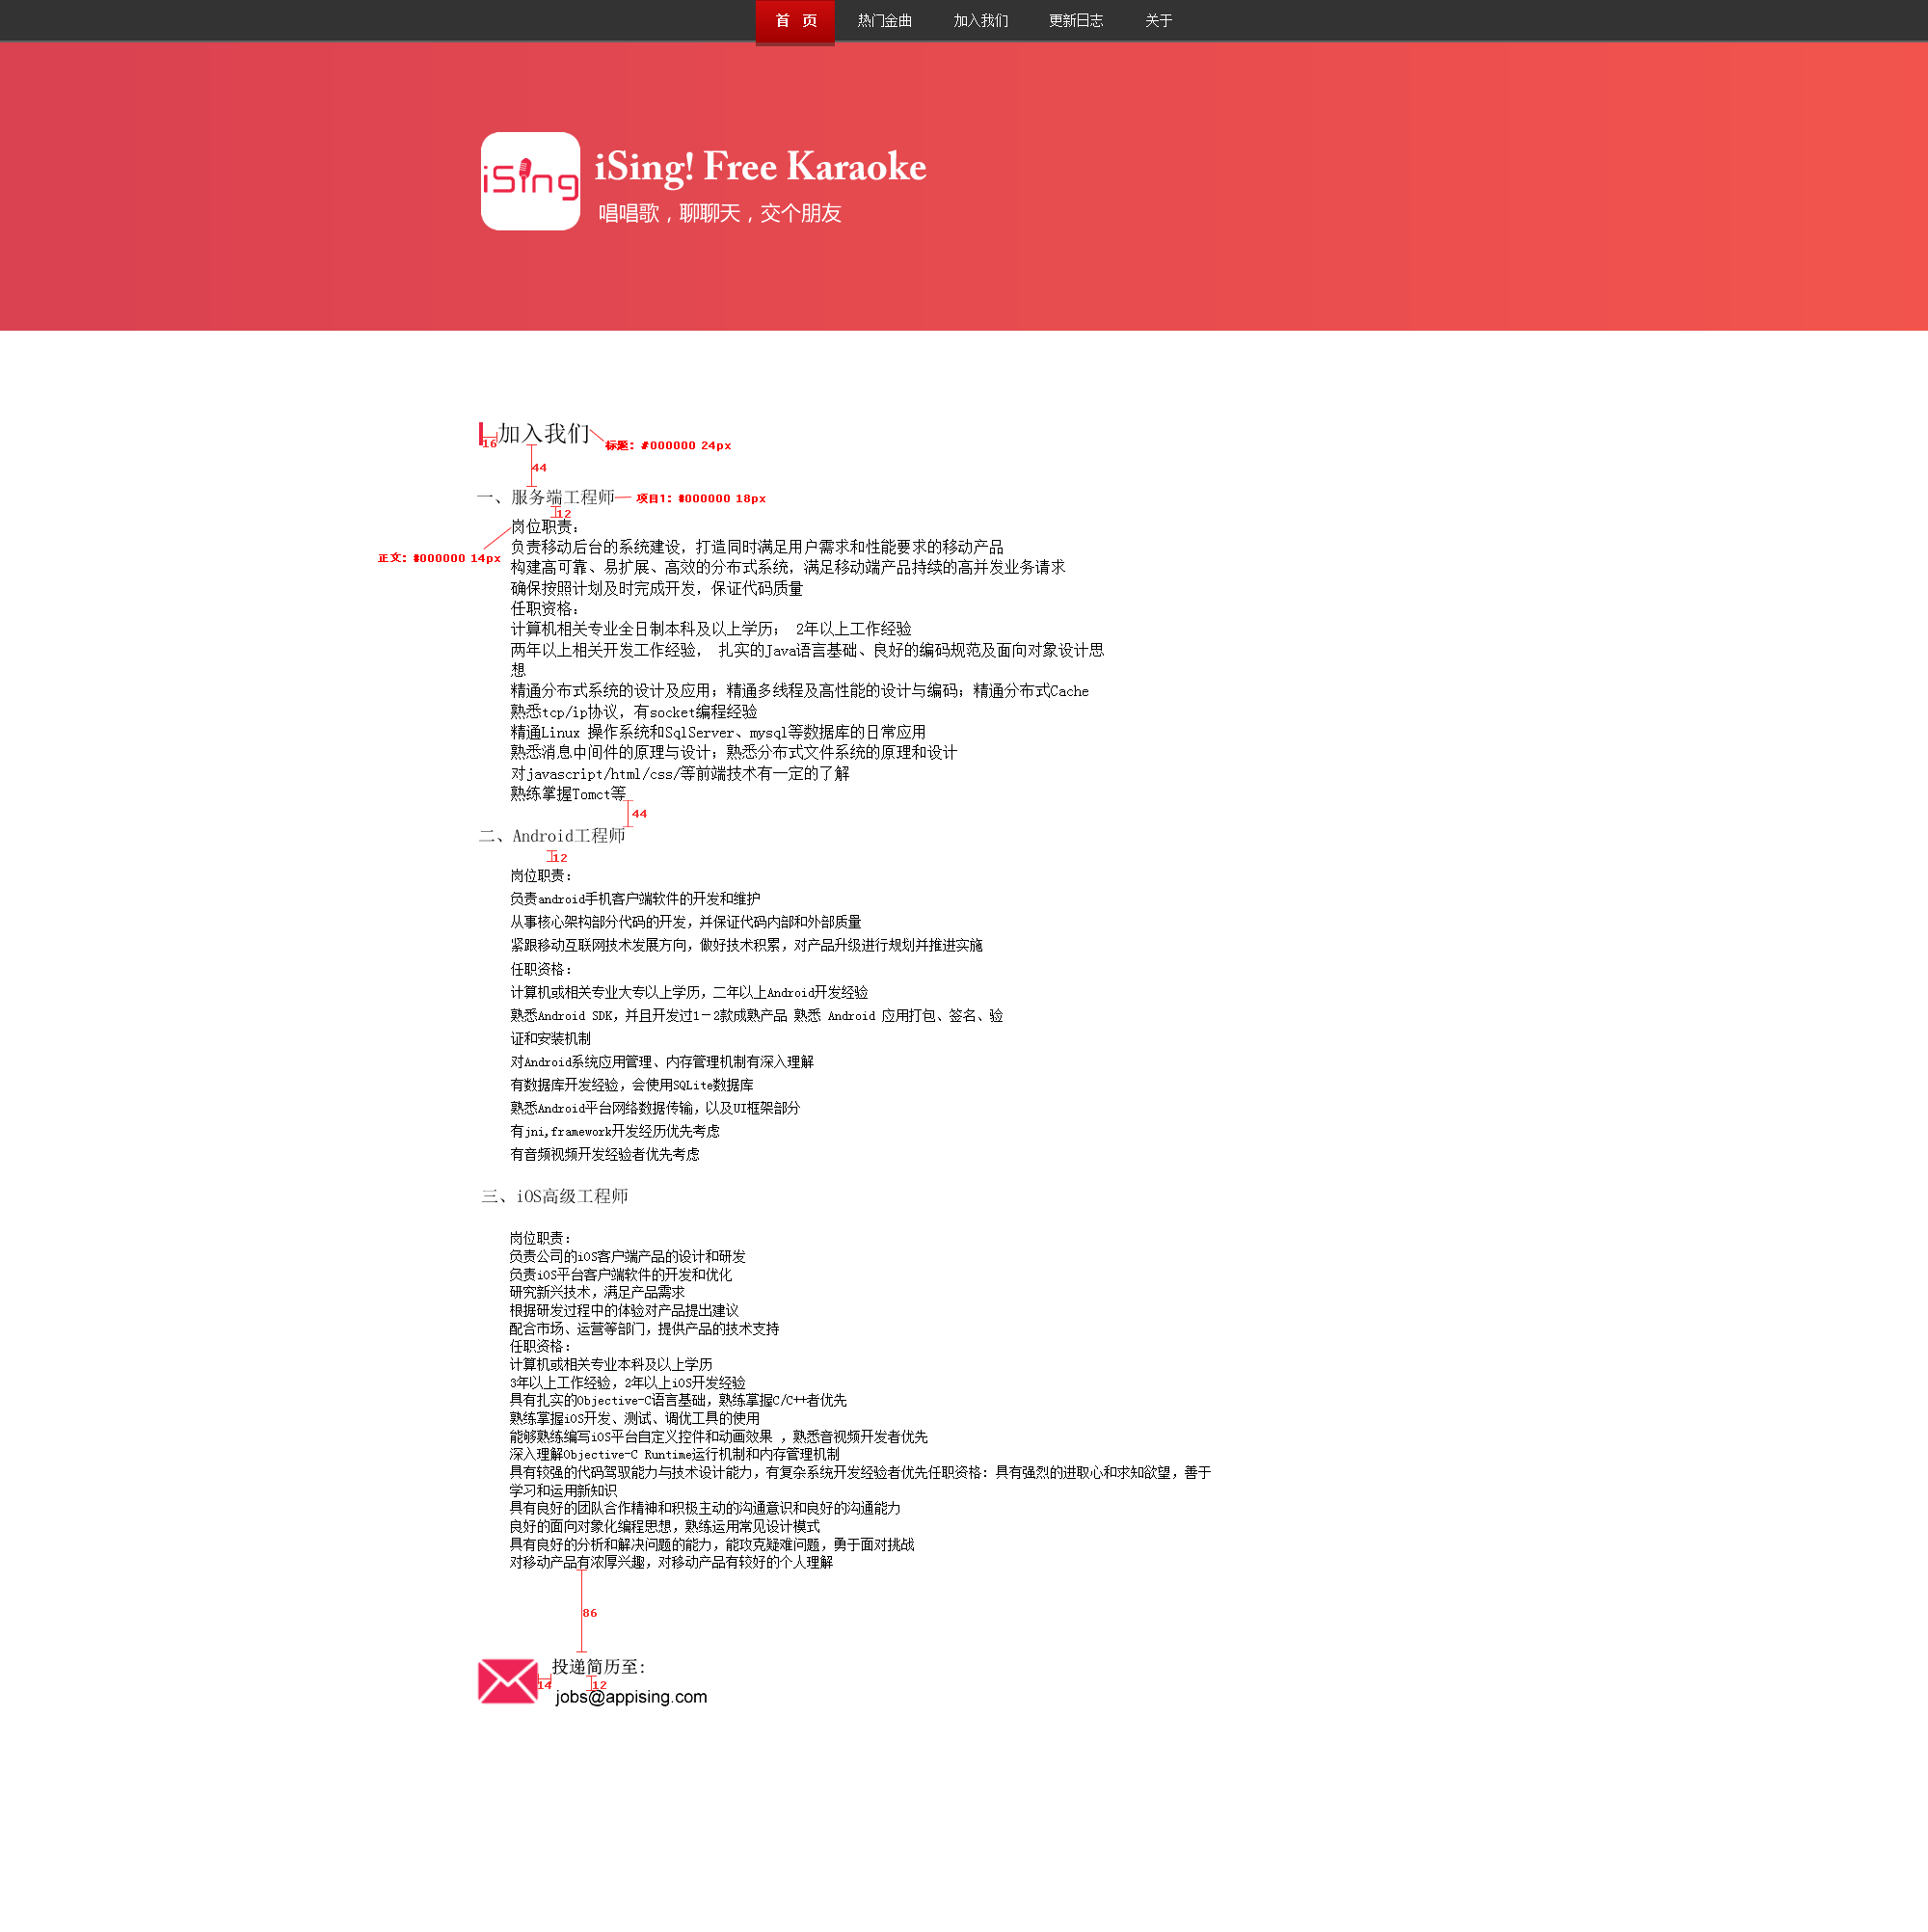 首 页 热门金曲 加入我们 更新日志 关于
iSing
iSing! Free Karaoke
唱唱歌，聊聊天，交个朋友
加入我们
16
标题：#000000 24px
44
一、服务端工程师
项目1：#000000 18px
12
岗位职责：
正文：#000000 14px
负责移动后台的系统建设，打造同时满足用户需求和性能要求的移动产品
构建高可靠、易扩展、高效的分布式系统，满足移动端产品持续的高并发业务请求
确保按照计划及时完成开发，保证代码质量
任职资格：
计算机相关专业全日制本科及以上学历； 2年以上工作经验
两年以上相关开发工作经验， 扎实的Java语言基础、良好的编码规范及面向对象设计思
想
精通分布式系统的设计及应用；精通多线程及高性能的设计与编码；精通分布式Cache
熟悉tcp/ip协议，有socket编程经验
精通Linux 操作系统和SqlServer、mysql等数据库的日常应用
熟悉消息中间件的原理与设计；熟悉分布式文件系统的原理和设计
对javascript/html/css/等前端技术有一定的了解
熟练掌握Tomct等
44
二、Android工程师
12
岗位职责：
负责android手机客户端软件的开发和维护
从事核心架构部分代码的开发，并保证代码内部和外部质量
紧跟移动互联网技术发展方向，做好技术积累，对产品升级进行规划并推进实施
任职资格：
计算机或相关专业大专以上学历，二年以上Android开发经验
熟悉Android SDK，并且开发过1－2款成熟产品 熟悉 Android 应用打包、签名、验
证和安装机制
对Android系统应用管理、内存管理机制有深入理解
有数据库开发经验，会使用SQLite数据库
熟悉Android平台网络数据传输，以及UI框架部分
有jni,framework开发经历优先考虑
有音频视频开发经验者优先考虑
三、iOS高级工程师
岗位职责：
负责公司的iOS客户端产品的设计和研发
负责iOS平台客户端软件的开发和优化
研究新兴技术，满足产品需求
根据研发过程中的体验对产品提出建议
配合市场、运营等部门，提供产品的技术支持
任职资格：
计算机或相关专业本科及以上学历
3年以上工作经验，2年以上iOS开发经验
具有扎实的Objective-C语言基础，熟练掌握C/C++者优先
熟练掌握iOS开发、测试、调优工具的使用
能够熟练编写iOS平台自定义控件和动画效果 ，熟悉音视频开发者优先
深入理解Objective-C Runtime运行机制和内存管理机制
具有较强的代码驾驭能力与技术设计能力，有复杂系统开发经验者优先任职资格: 具有强烈的进取心和求知欲望，善于
学习和运用新知识
具有良好的团队合作精神和积极主动的沟通意识和良好的沟通能力
良好的面向对象化编程思想，熟练运用常见设计模式
具有良好的分析和解决问题的能力，能攻克疑难问题，勇于面对挑战
对移动产品有浓厚兴趣，对移动产品有较好的个人理解
86
投递简历至：
14
12
jobs@appising.com